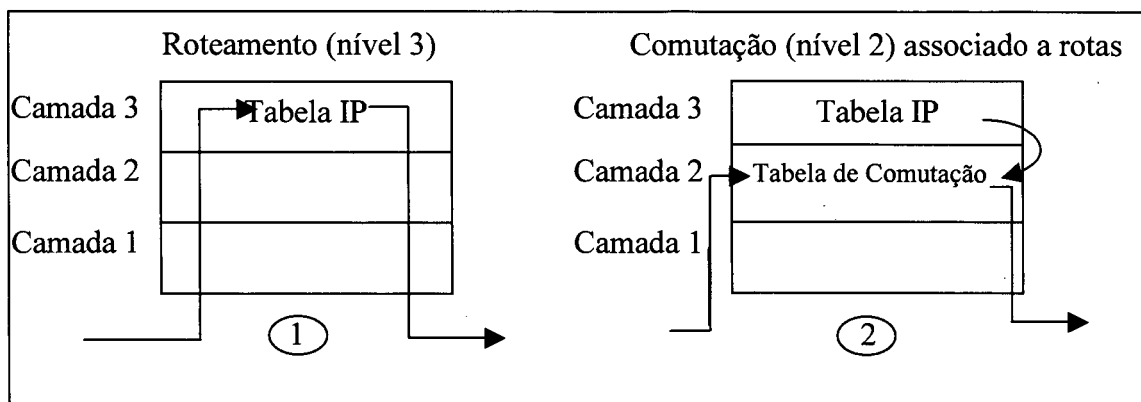 Roteamento (nível 3)
Camada 3
Tabela IP
Camada 2
Camada 1
1
Comutação (nível 2) associado a rotas
Camada 3
Tabela IP
Camada 2
Tabela de Comutação
Camada 1
2